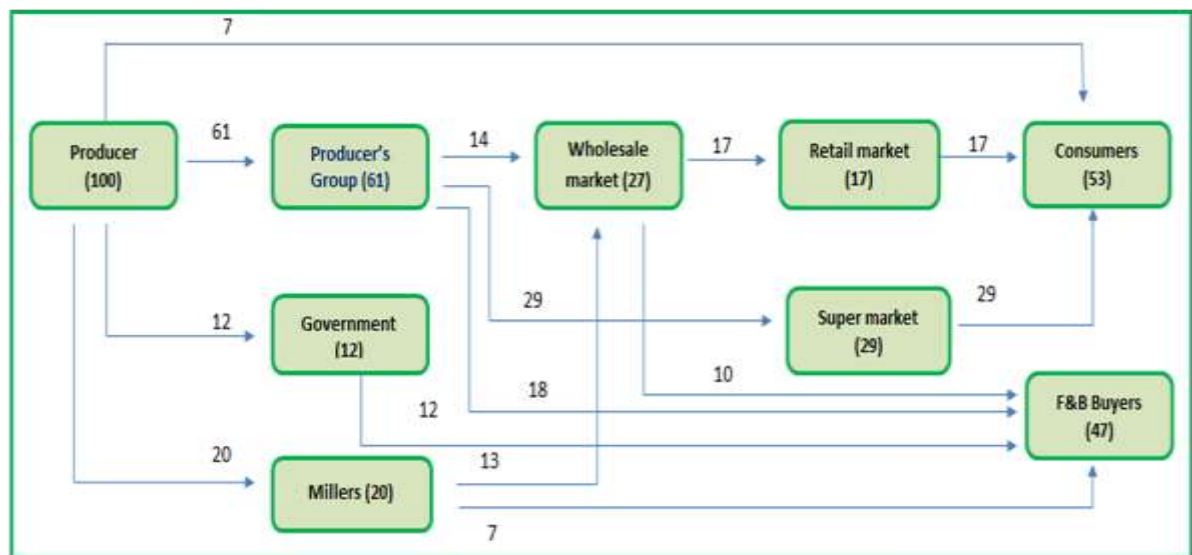 7
61
14
17
17
Producer
(100)
Producer's
Group (61)
Wholesale
market (27)
Retail market
(17)
Consumers
(53)
12
29
29
Government
(12)
Super market
(29)
12
18
10
F&B Buyers
(47)
20
13
Millers (20)
7